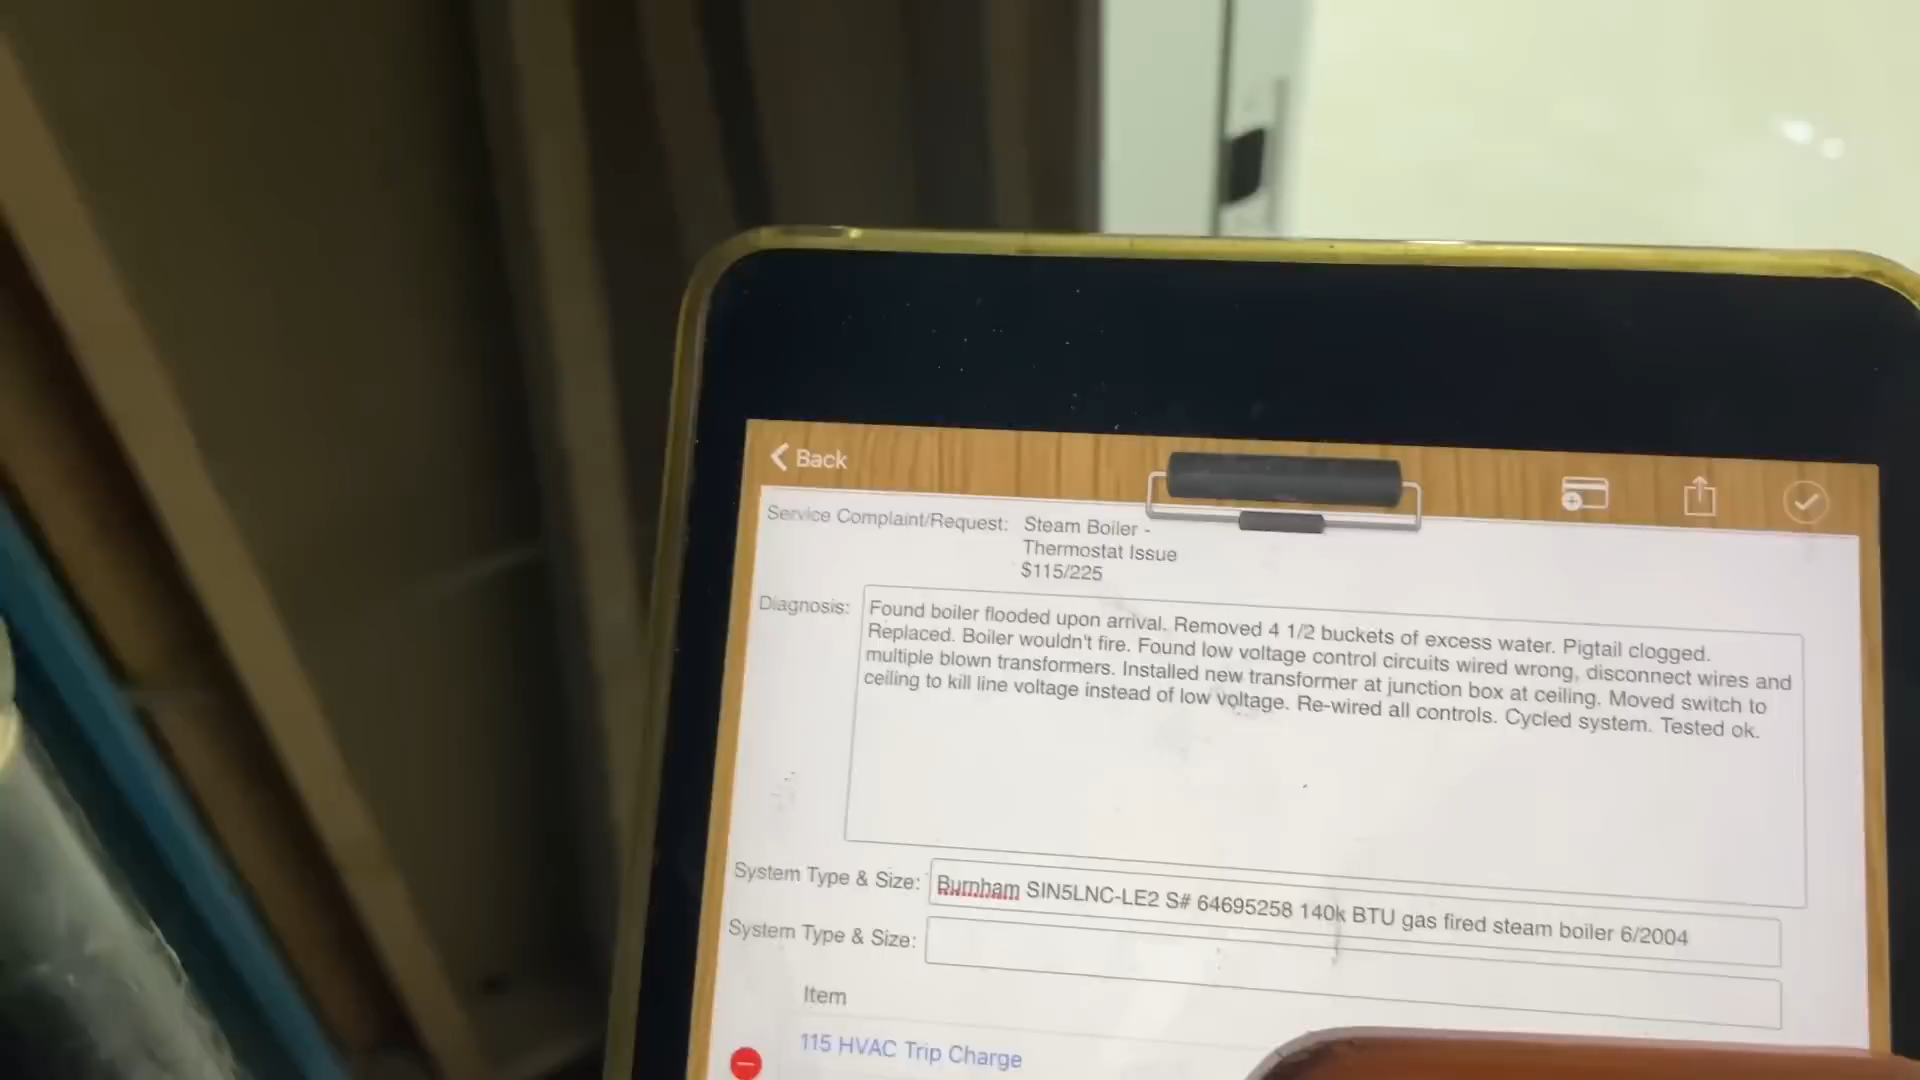 Back
Service Complaint/Request: Steam Boiler -
Thermostat Issue
$115/225
Diagnosis: Found boiler flooded upon arrival. Removed 4 1/2 buckets of excess water. Pigtail clogged.
Replaced. Boiler wouldn't fire. Found low voltage control circuits wired wrong, disconnect wires and
multiple blown transformers. Installed new transformer at junction box at ceiling. Moved switch to
ceiling to kill line voltage instead of low voltage. Re-wired all controls. Cycled system. Tested ok.
System Type & Size: Burnham SIN5LNC-LE2 S# 64695258 140k BTU gas fired steam boiler 6/2004
System Type & Size:
Item
115 HVAC Trip Charge